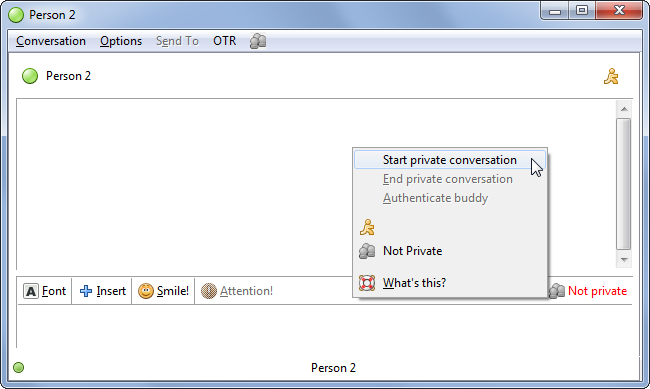 Person 2
Conversation Options Send To OTR
Person 2
Start private conversation
End private conversation
Authenticate buddy
Not Private
What's this?
A Font Insert Smile! Attention! Not private
Person 2